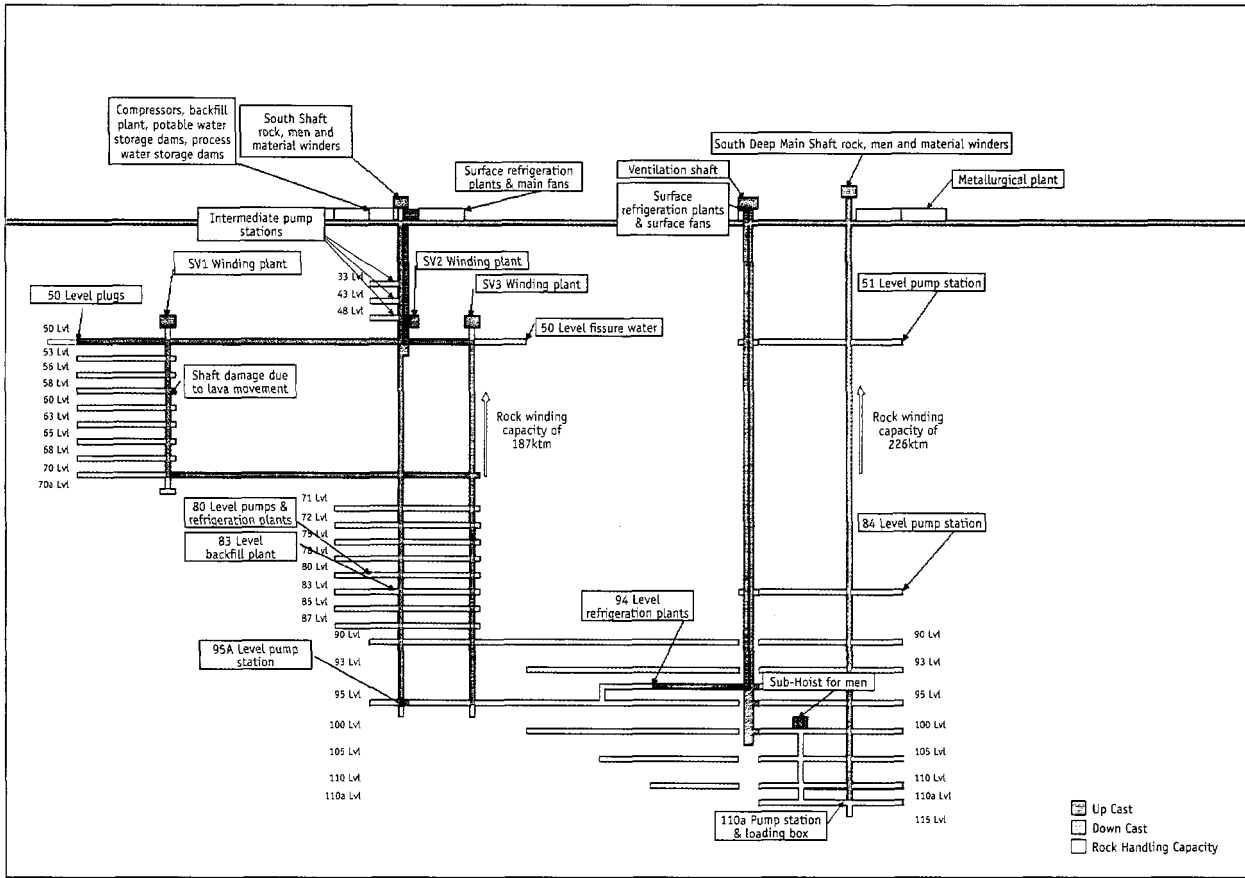 Compressors, backfill
plant, potable water
storage dams, process
water storage dams
South Shaft
rock, men and
material winders
Surface refrigeration
plants & main fans
Intermediate pump
stations
Ventilation shaft
Surface
refrigeration plants
& surface fans
South Deep Main Shaft rock, men and material winders
Metallurgical plant
SV1 Winding plant
SV2 Winding plant
SV3 Winding plant
33 Lvl
43 Lvl
48 Lvl
50 Level plugs
50 Level fissure water
51 Level pump station
50 Lvl
53 Lvl
56 Lvl
58 Lvl
60 Lvl
63 Lvl
65 Lvl
68 Lvl
70 Lvl
70a Lvl
Shaft damage due
to lava movement
Rock winding
capacity of
187ktm
Rock winding
capacity of
226ktm
71 Lvl
72 Lvl
75 Lvl
78 Lvl
80 Lvl
83 Lvl
85 Lvl
87 Lvl
80 Level pumps &
refrigeration plants
83 Level
backfill plant
84 Level pump station
94 Level
refrigeration plants
95A Level pump
station
Sub-Hoist for men
90 Lvl
93 Lvl
95 Lvl
100 Lvl
105 Lvl
110 Lvl
110a Lvl
90 Lvl
93 Lvl
95 Lvl
100 Lvl
105 Lvl
110 Lvl
110a Lvl
115 Lvl
110a Pump station
& loading box
Up Cast
Down Cast
Rock Handling Capacity